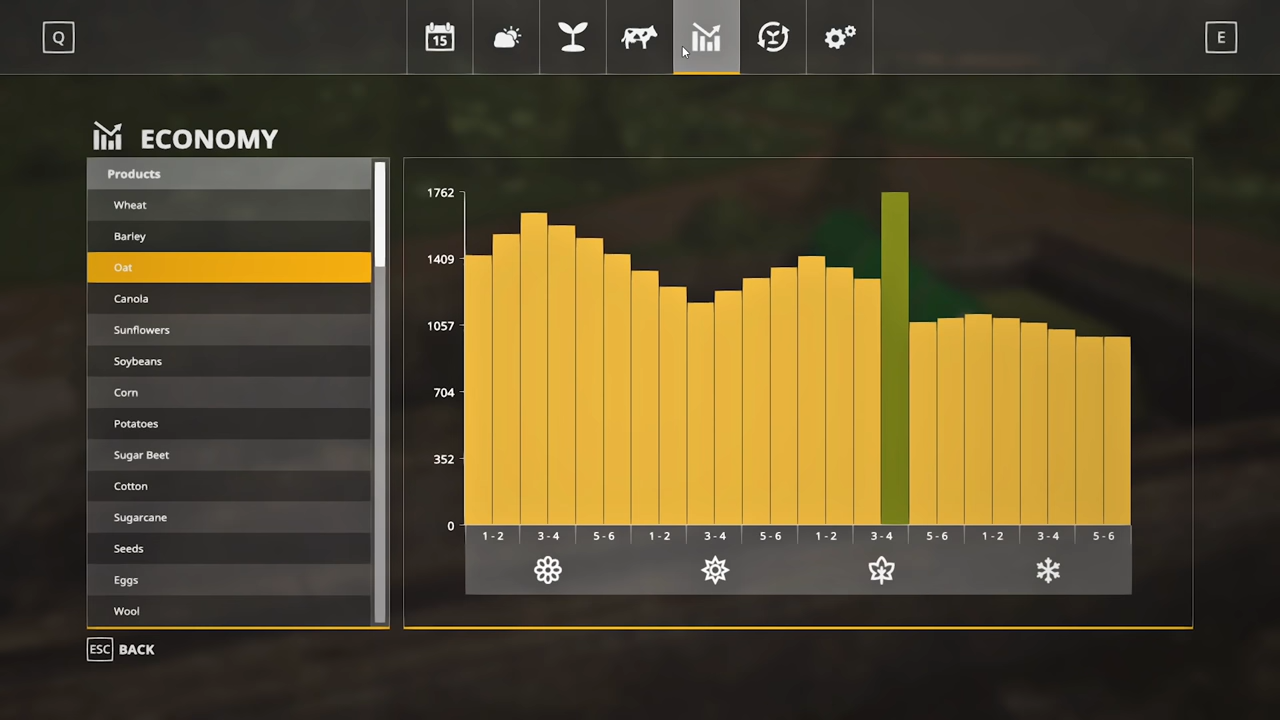 Q
15
E
ECONOMY
Products
Wheat
Barley
Oat
Canola
Sunflowers
Soybeans
Corn
Potatoes
Sugar Beet
Cotton
Sugarcane
Seeds
Eggs
Wool
1762
1409
1057
704
352
0
1 - 2 3 - 4 5 - 6 1 - 2 3 - 4 5 - 6 1 - 2 3 - 4 5 - 6 1 - 2 3 - 4 5 - 6
ESC BACK